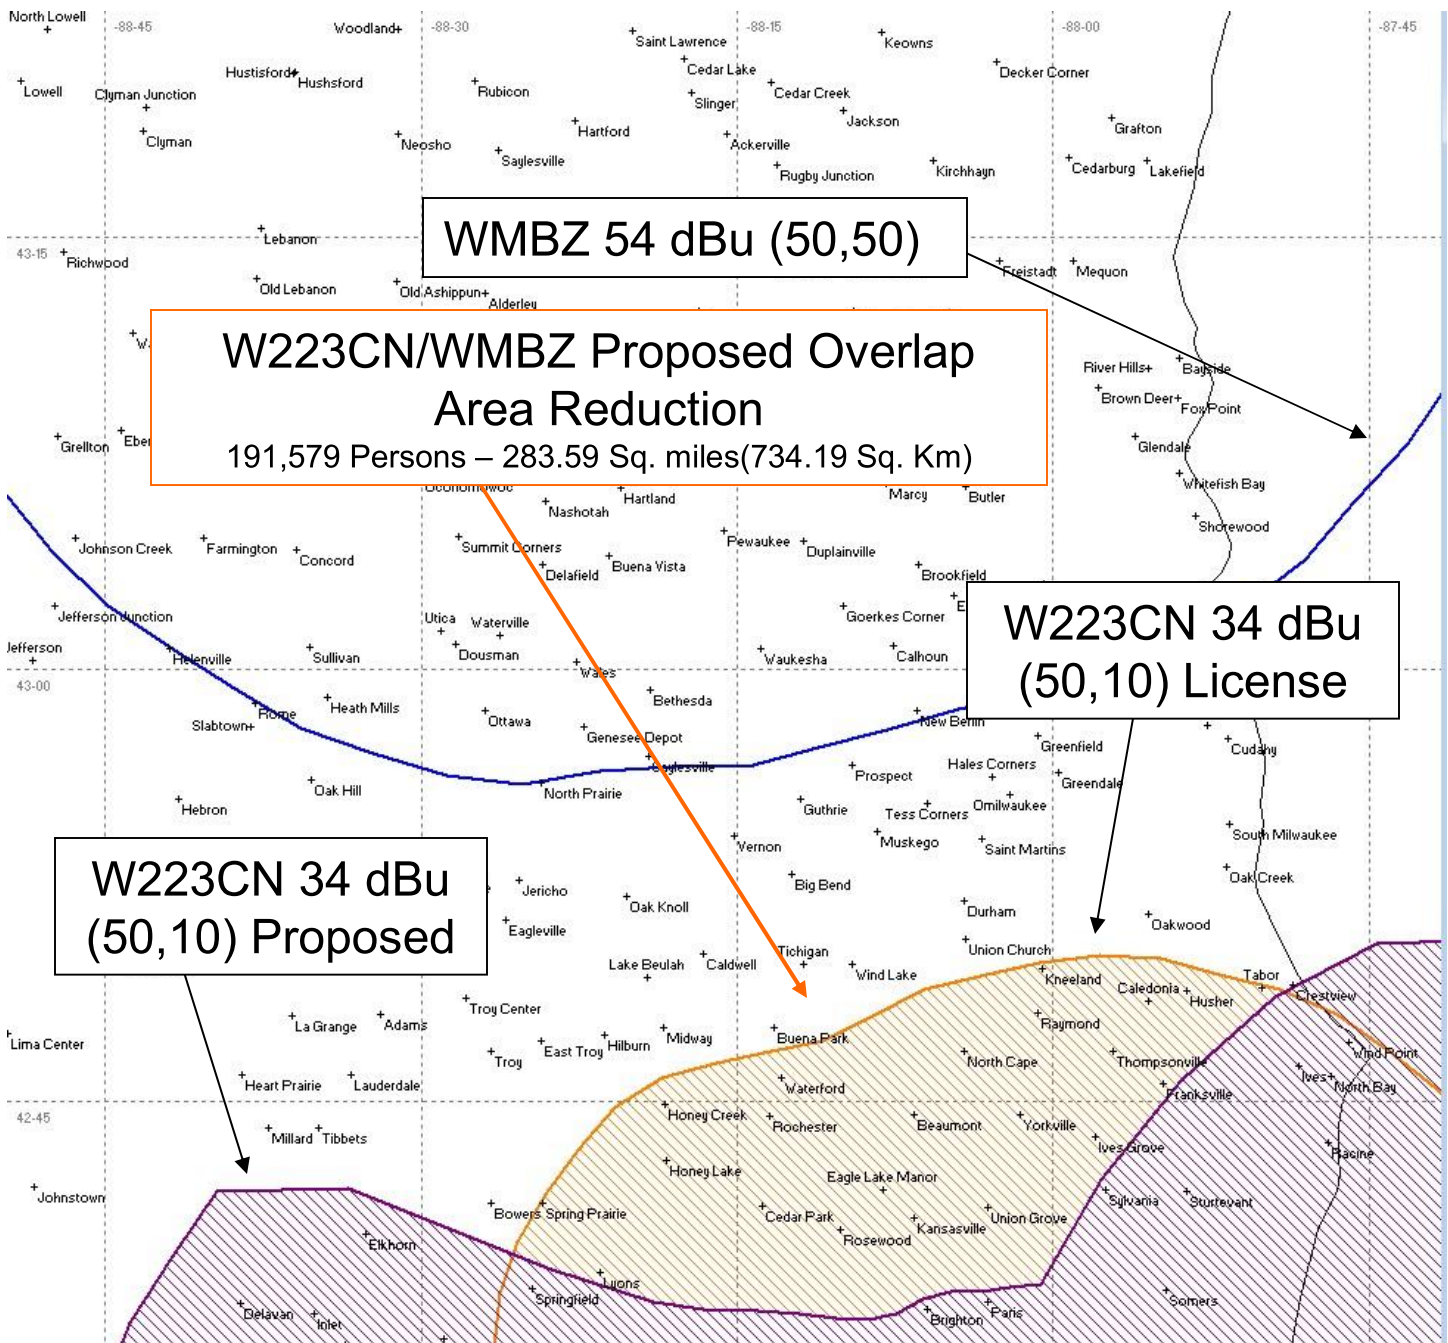 North Lowell
-88-45
Woodland
-88-30
Saint Lawrence
-88-15
Keowns
-88-00
-87-45
Lowell
Clyman Junction
Hustisford
Hushsford
Rubicon
Cedar Lake
Slinger
Cedar Creek
Decker Corner
Clyman
Neosho
Saylesville
Hartford
Ackerville
Jackson
Grafton
Rugby Junction
Kirchhayn
Cedarburg
Lakefield
WMBZ 54 dBu (50,50)
Lebanon
43-15
Richwood
Old Lebanon
Old Ashippun
Alderley
Freistadt
Mequon
W223CN/WMBZ Proposed Overlap
Area Reduction
191,579 Persons – 283.59 Sq. miles(734.19 Sq. Km)
River Hills
Bayside
Brown Deer
Fox Point
Grellton
Glendale
Oconomowoc
Nashotah
Hartland
Marcy
Butler
Whitefish Bay
Shorewood
Johnson Creek
Farmington
Concord
Summit Corners
Delafield
Buena Vista
Pewaukee
Duplainville
Brookfield
Jefferson Junction
Utica
Waterville
Goerkes Corner
W223CN 34 dBu
(50,10) License
Jefferson
Helenville
Sullivan
Dousman
Wales
Waukesha
Calhoun
43-00
Slabtown
Rome
Heath Mills
Ottawa
Bethesda
Genesee Depot
New Berlin
Greenfield
Cudahy
Saylesville
Prospect
Hales Corners
Greendale
Hebron
Oak Hill
North Prairie
Guthrie
Tess Corners
Omilwaukee
Vernon
Muskego
Saint Martins
South Milwaukee
W223CN 34 dBu
(50,10) Proposed
Jericho
Oak Knoll
Big Bend
Oak Creek
Eagleville
Durham
Oakwood
Lake Beulah
Caldwell
Tichigan
Wind Lake
Union Church
Kneeland
Caledonia
Husher
Tabor
Crestview
Lima Center
La Grange
Adams
Troy Center
Troy
East Troy
Hilburn
Midway
Buena Park
Raymond
North Cape
Thompsonville
Wind Point
Heart Prairie
Lauderdale
Waterford
Franksville
Ives
North Bay
42-45
Millard
Tibbets
Honey Creek
Rochester
Beaumont
Yorkville
Ives Grove
Racine
Johnstown
Honey Lake
Eagle Lake Manor
Bowers
Spring Prairie
Cedar Park
Rosewood
Kansasville
Union Grove
Sylvania
Sturtevant
Elkhorn
Lyons
Springfield
Delavan
Inlet
Brighton
Paris
Somers